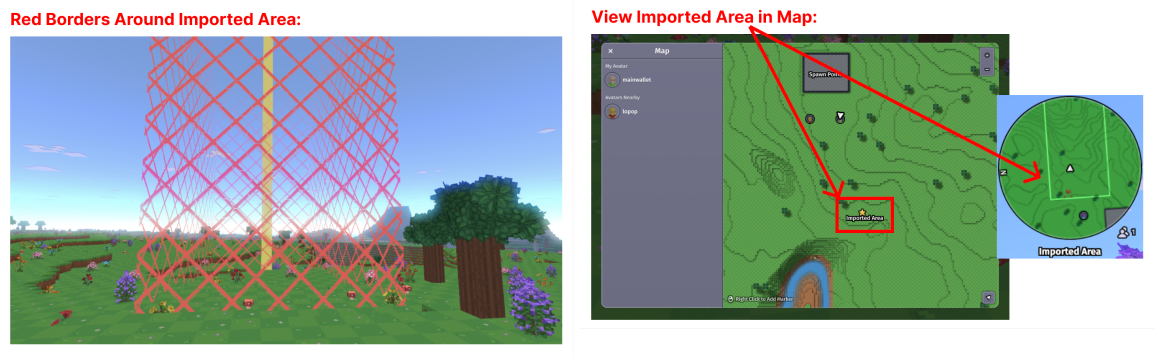 Red Borders Around Imported Area:
View Imported Area in Map:
× Map
My Avatar
mainwallet
Avatars Nearby
lopop
Spawn Point
+
-
Imported Area
Right Click to Add Marker
N
1
Imported Area